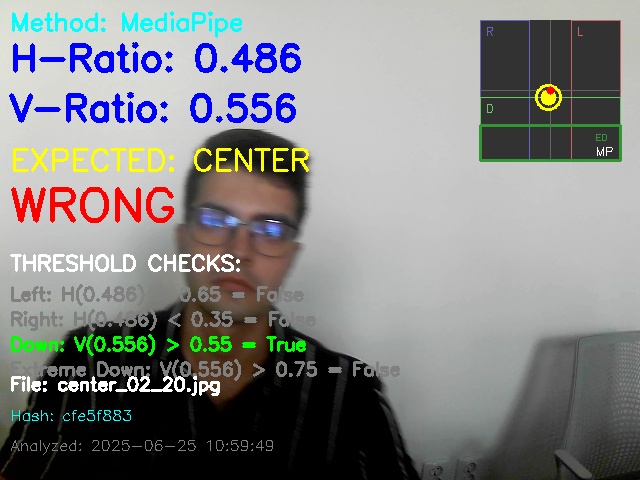 Method: MediaPipe
H-Ratio: 0.486
V-Ratio: 0.556
EXPECTED: CENTER
WRONG
THRESHOLD CHECKS:
Left: H(0.486) > 0.65 = False
Right: H(0.486) < 0.35 = False
Down: V(0.556) > 0.55 = True
Extreme Down: V(0.556) > 0.75 = False
File: center_02_20.jpg
Hash: cfe5f883
Analyzed: 2025-06-25 10:59:49
R L
D
ED
MP